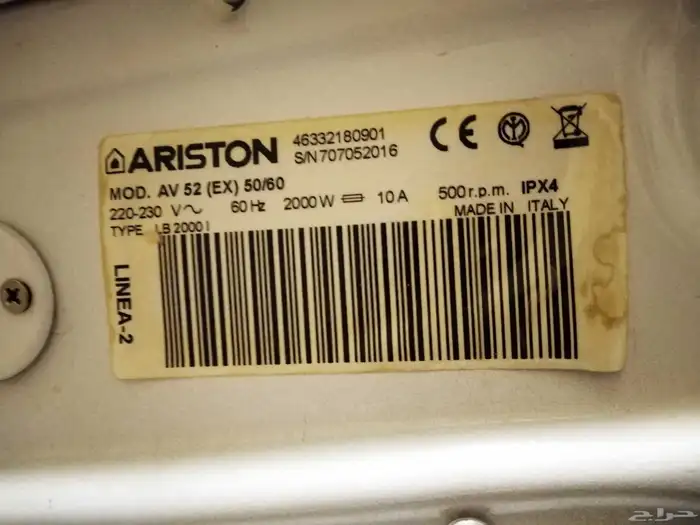 ARISTON
46332180901
S/N 707052016
CE
MOD. AV 52 (EX) 50/60
220-230 V~ 60 Hz 2000 W 10 A 500 r.p.m. IPX4
TYPE LB 2000 I MADE IN ITALY
LINEA-2
حراج